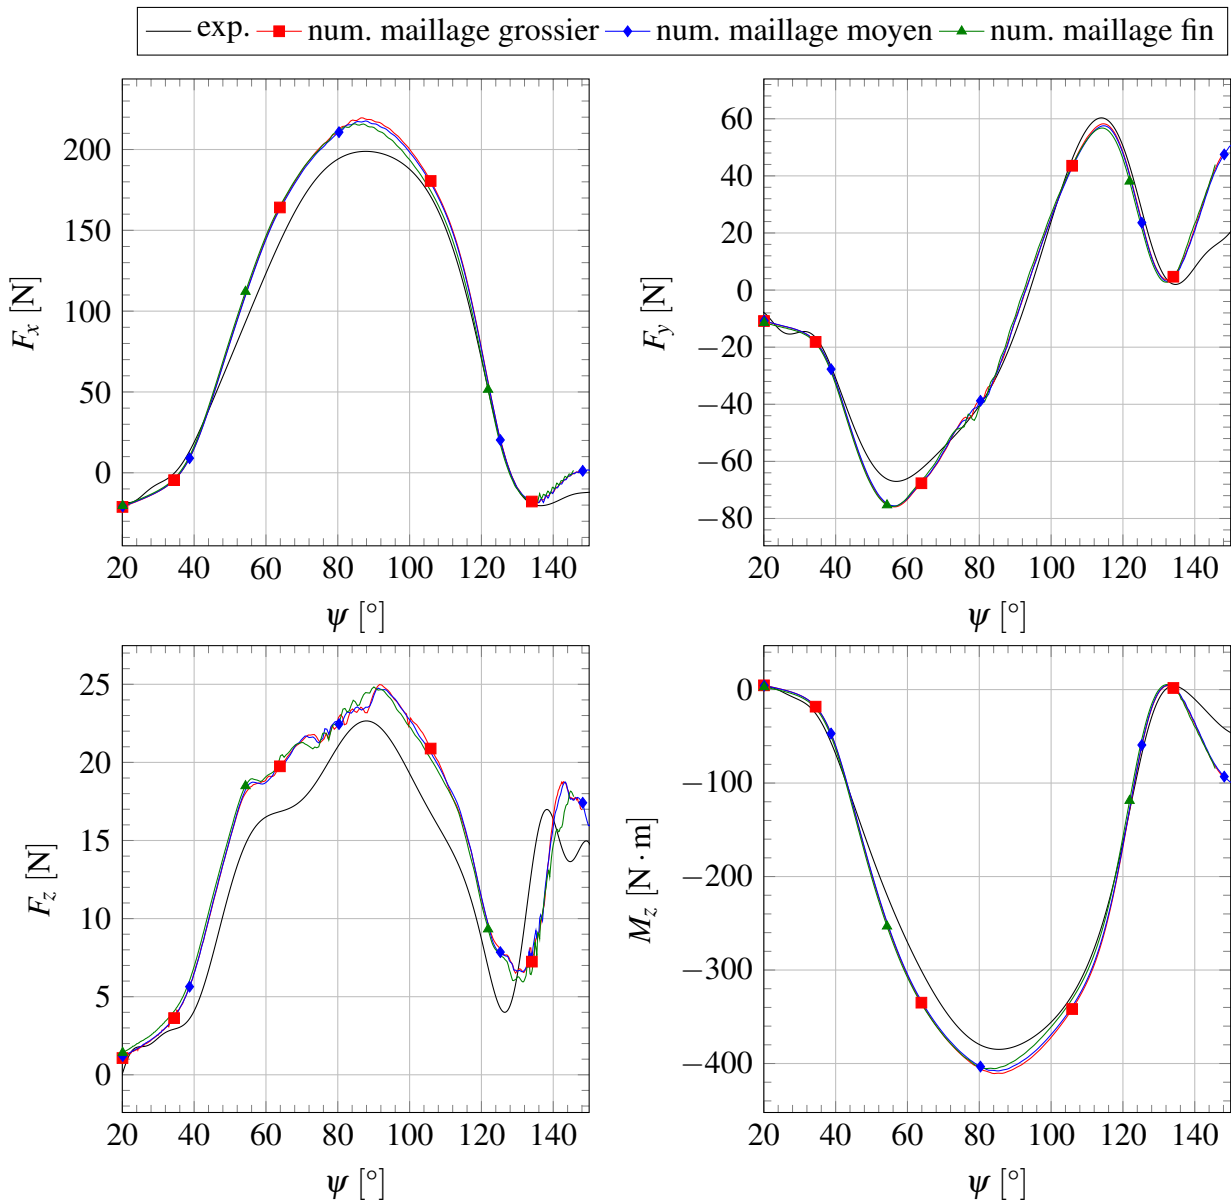 exp. num. maillage grossier num. maillage moyen num. maillage fin
200
150
100
50
0
20 40 60 80 100 120 140
F_x [N]
ψ [°]
60
40
20
0
−20
−40
−60
−80
20 40 60 80 100 120 140
F_y [N]
ψ [°]
25
20
15
10
5
0
20 40 60 80 100 120 140
F_z [N]
ψ [°]
0
−100
−200
−300
−400
20 40 60 80 100 120 140
M_z [N·m]
ψ [°]